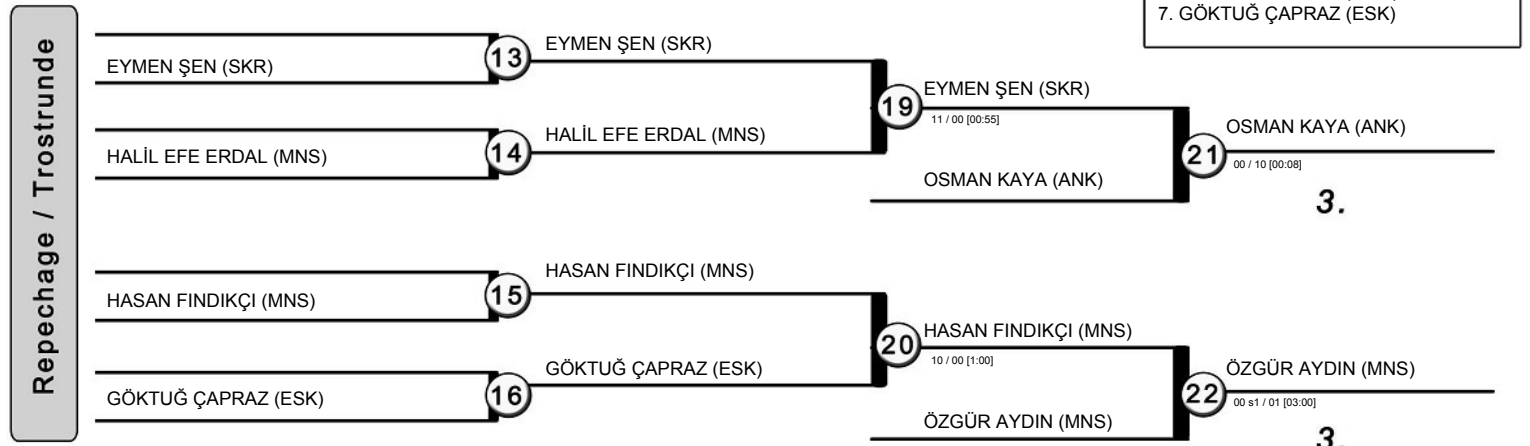 7. GÖKTUĞ ÇAPRAZ (ESK)
Repechage / Trostrunde
EYMEN ŞEN (SKR)
13
EYMEN ŞEN (SKR)
HALİL EFE ERDAL (MNS)
14
HALİL EFE ERDAL (MNS)
19
EYMEN ŞEN (SKR)
11 / 00 [00:55]
OSMAN KAYA (ANK)
21
OSMAN KAYA (ANK)
00 / 10 [00:08]
3.
HASAN FINDIKÇI (MNS)
15
HASAN FINDIKÇI (MNS)
GÖKTUĞ ÇAPRAZ (ESK)
16
GÖKTUĞ ÇAPRAZ (ESK)
20
HASAN FINDIKÇI (MNS)
10 / 00 [1:00]
ÖZGÜR AYDIN (MNS)
22
ÖZGÜR AYDIN (MNS)
00 s1 / 01 [03:00]
3.